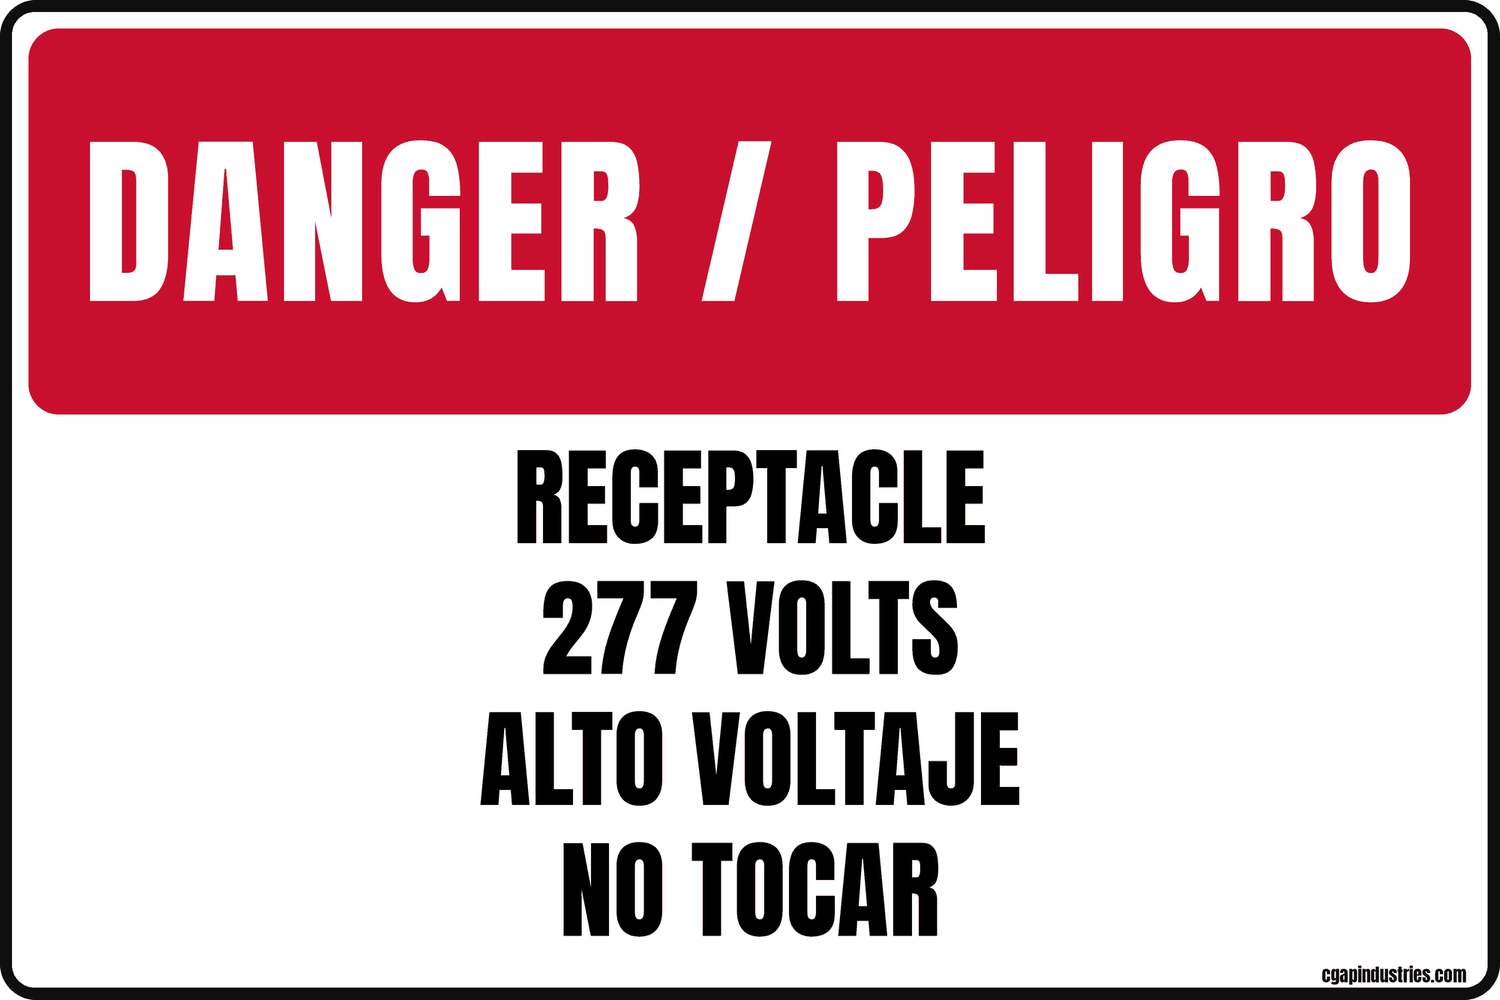 DANGER / PELIGRO
RECEPTACLE
277 VOLTS
ALTO VOLTAJE
NO TOCAR
cgapindustries.com